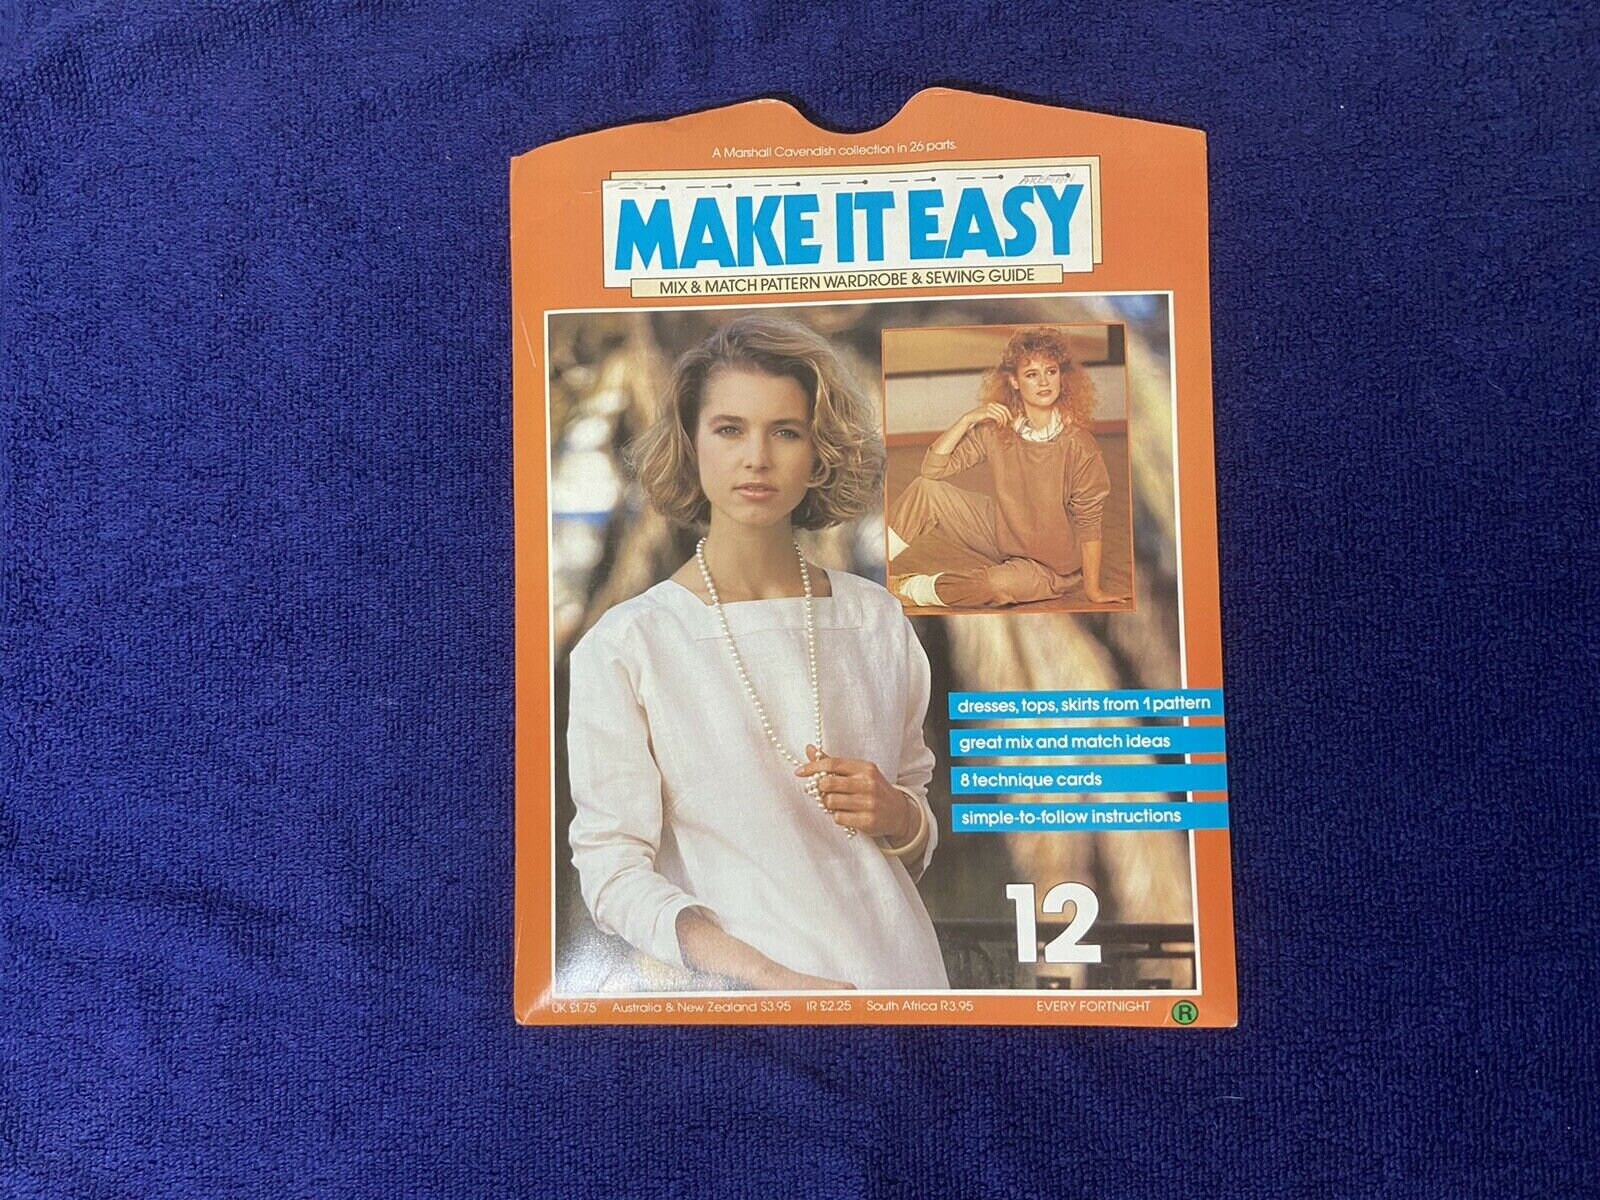 A Marshall Cavendish collection in 26 parts.
MAKE IT EASY
MIX & MATCH PATTERN WARDROBE & SEWING GUIDE
dresses, tops, skirts from 1 pattern
great mix and match ideas
8 technique cards
simple-to-follow instructions
12
UK £1.75 Australia & New Zealand $3.95 IR £2.25 South Africa R3.95 EVERY FORTNIGHT R